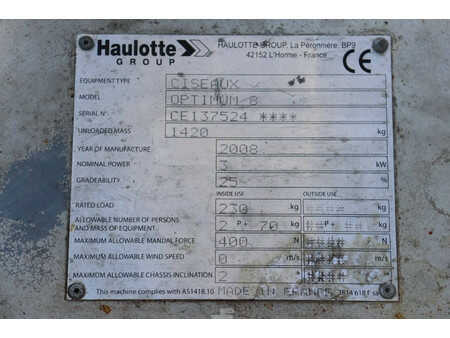 Haulotte
GROUP
HAULOTTE GROUP, La Péronnière, BP9
42152 L'Horme - France
CE
EQUIPMENT TYPE CISEAUX
MODEL OPTIMUM 8
SERIAL N° CE137524 ****
UNLOADED MASS 1420 kg
YEAR OF MANUFACTURE 2008
NOMINAL POWER 3 kW
GRADEABILITY 25 %
INSIDE USE OUTSIDE USE
RATED LOAD 230 kg #### kg
ALLOWABLE NUMBER OF PERSONS
AND MASS OF EQUIPMENT 2 P+ 70 kg ## P+ ## kg
MAXIMUM ALLOWABLE MANUAL FORCE 400 N #### N
MAXIMUM ALLOWABLE WIND SPEED 0 m/s #### m/s
MAXIMUM ALLOWABLE CHASSIS INCLINATION 2 ° #### °
This machine complies with AS1418.10 MADE IN FRANCE